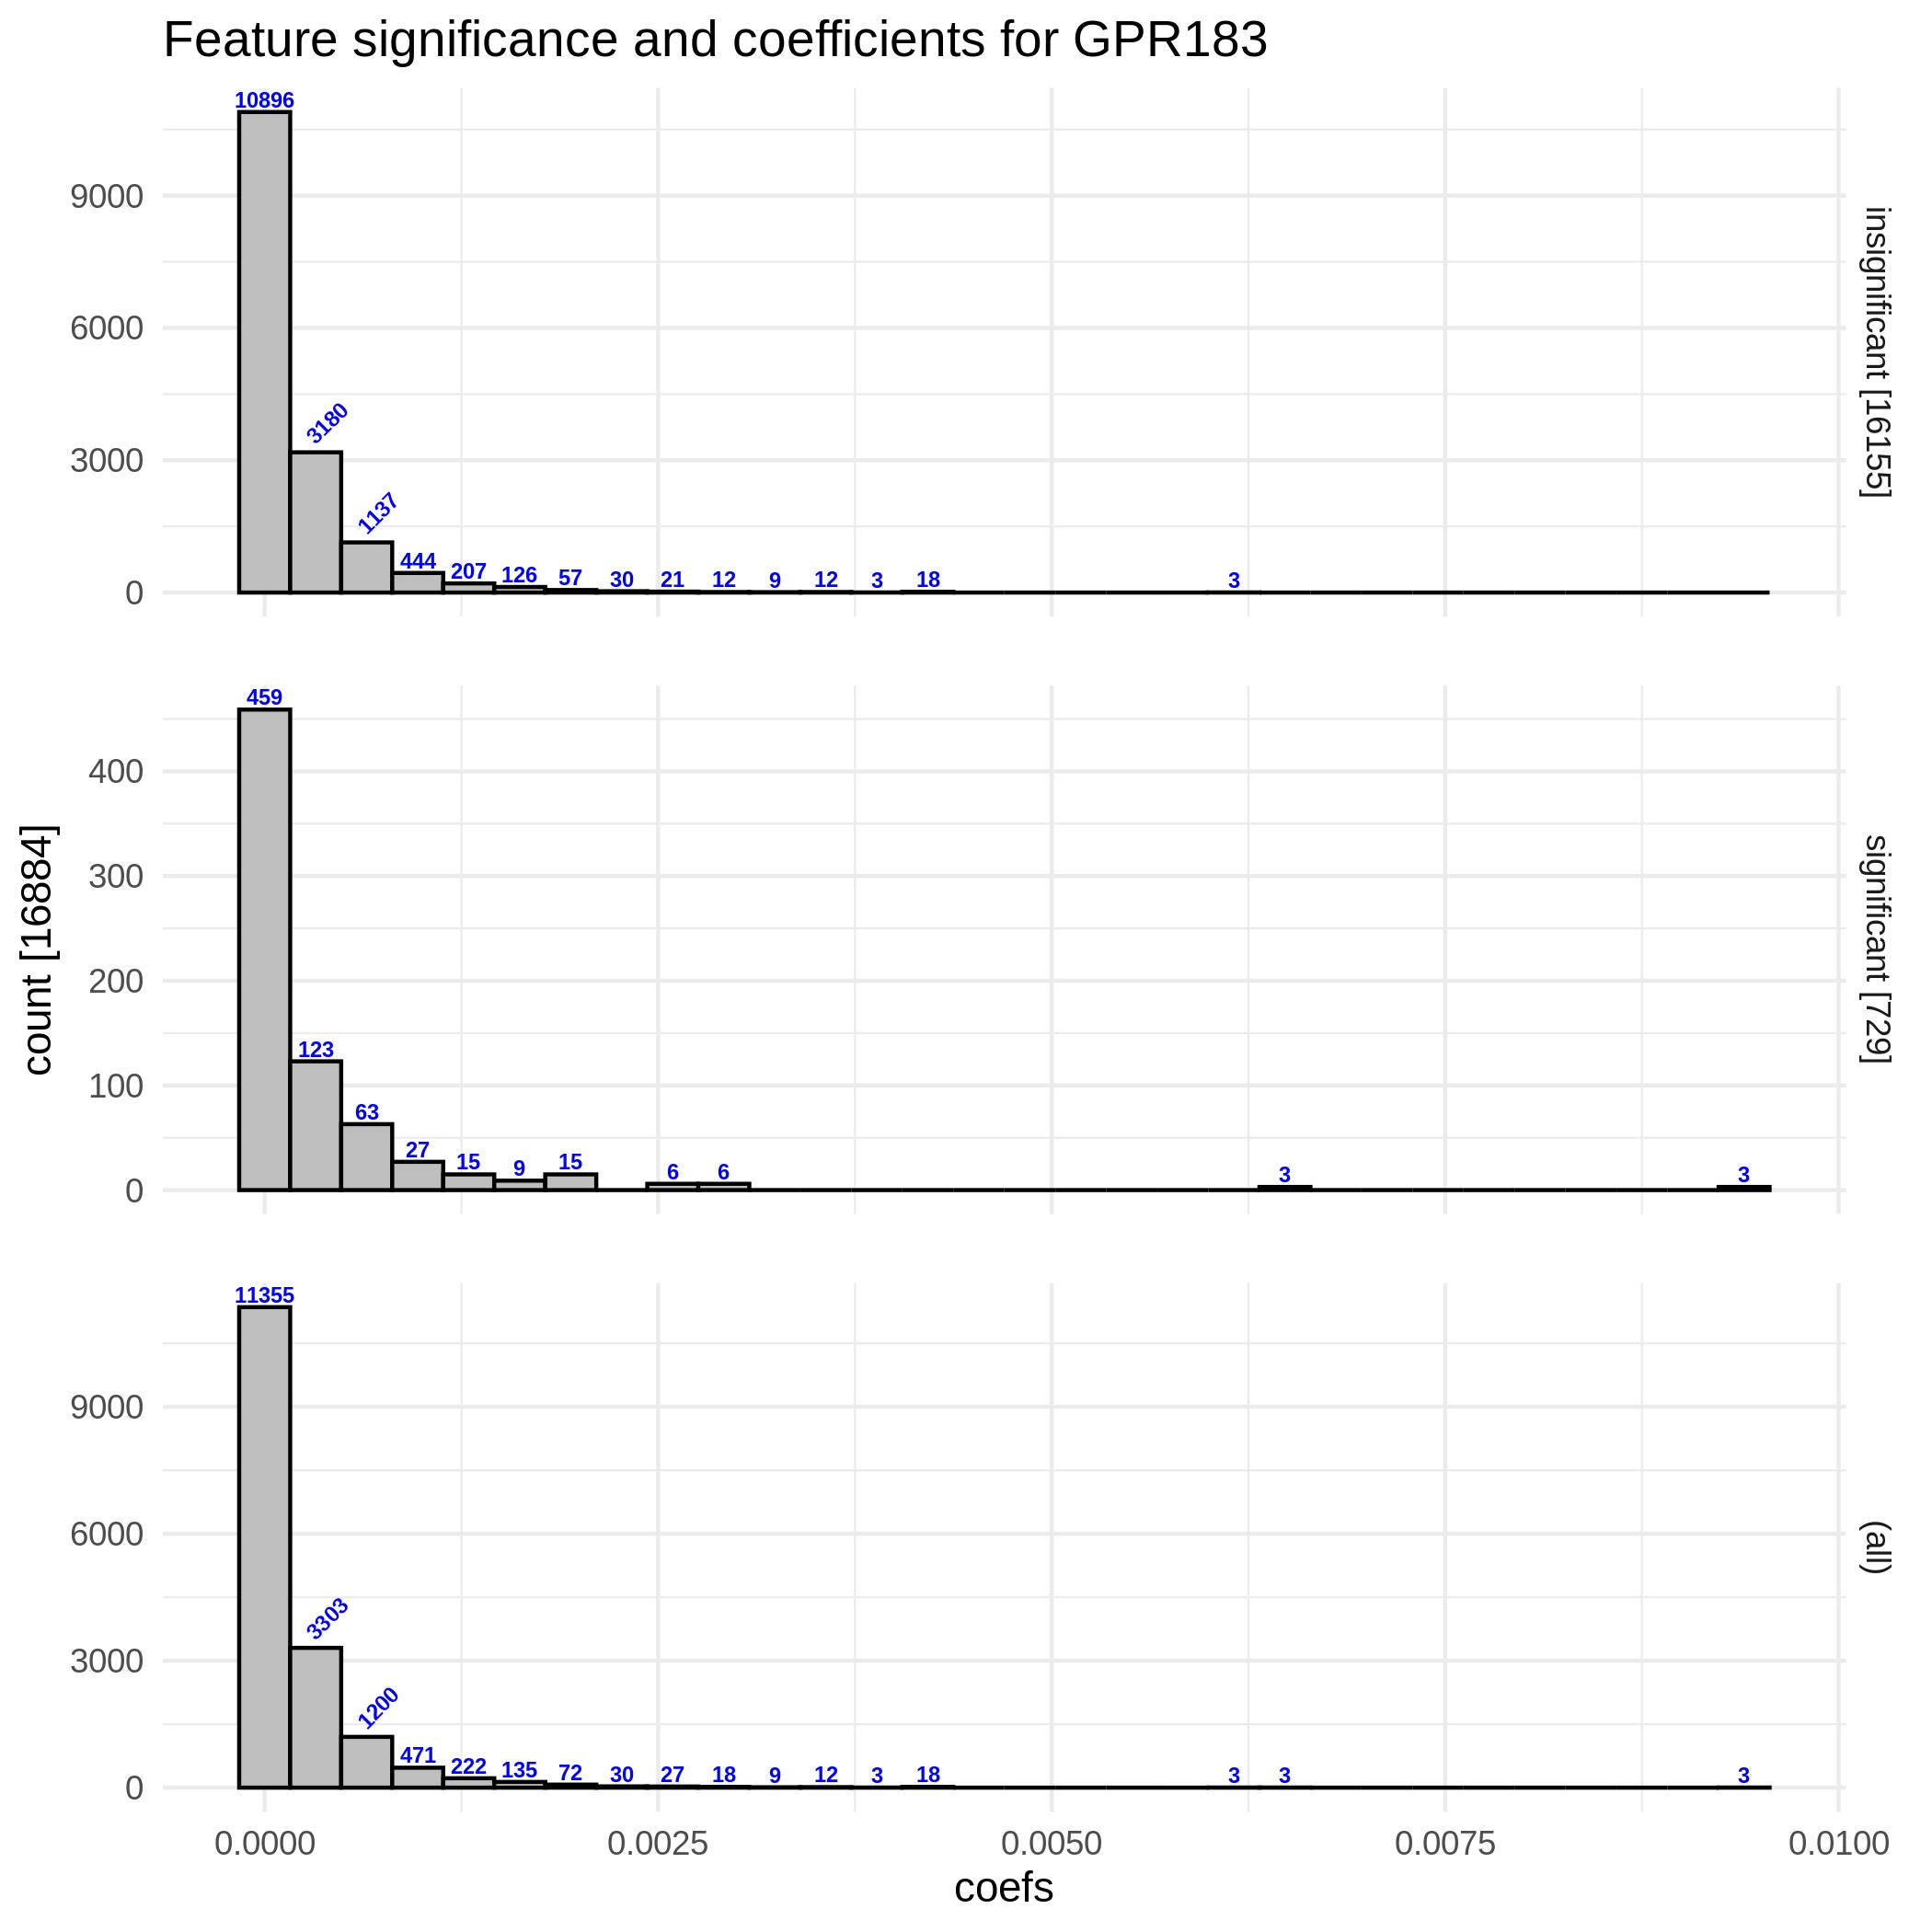 Feature significance and coefficients for GPR183
10896
3180
1137
444 207 126 57 30 21 12 9 12 3 18 3
9000
6000
3000
0
insignificant [16155]
459
123
63
27 15 9 15 6 6 3 3
400
300
200
100
0
significant [729]
count [16884]
11355
3303
1200
471 222 135 72 30 27 18 9 12 3 18 3 3 3
9000
6000
3000
0
(all)
0.0000 0.0025 0.0050 0.0075 0.0100
coefs